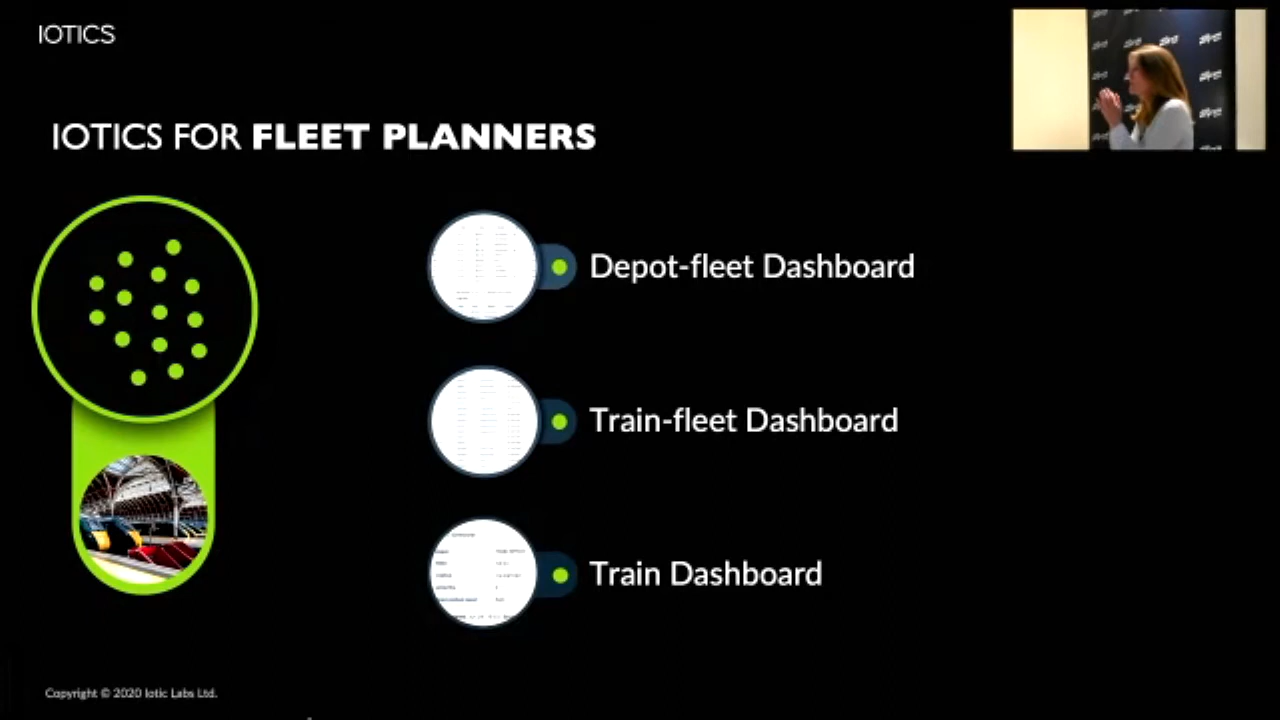 IOTICS
IOTICS FOR FLEET PLANNERS
Depot-fleet Dashboard
Train-fleet Dashboard
Train Dashboard
Copyright © 2020 Iotic Labs Ltd.